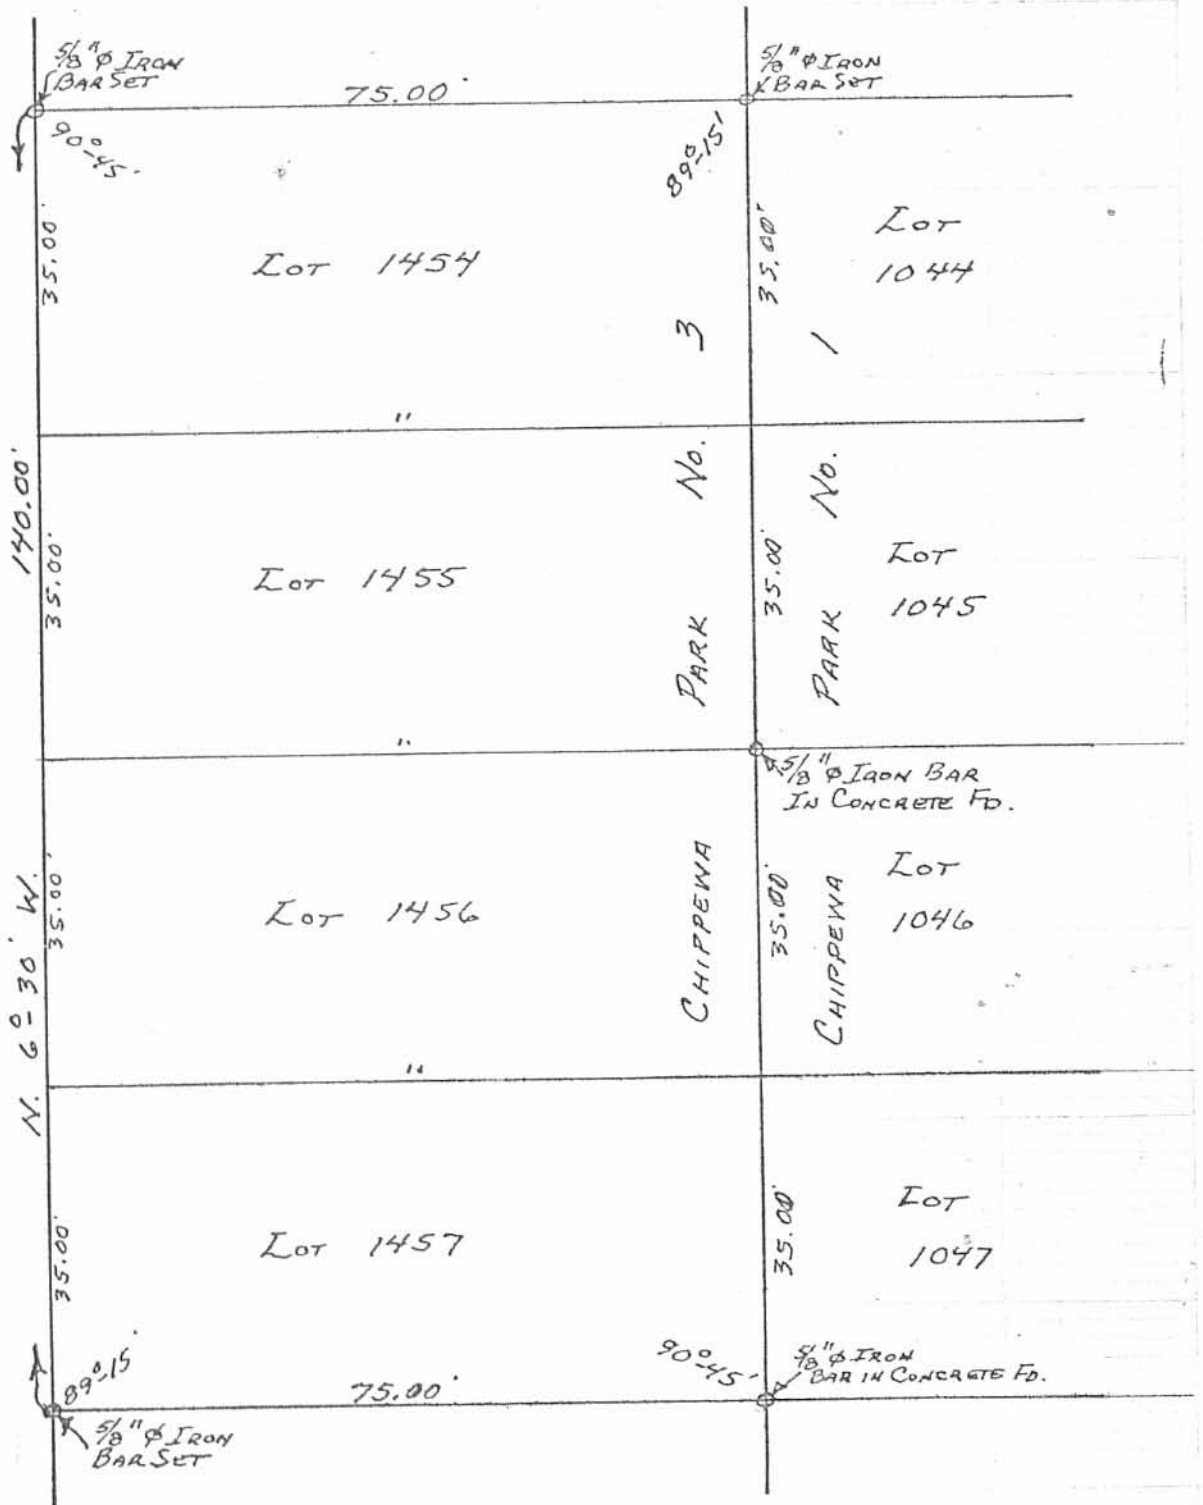 5/8"φ IRON
BAR SET
5/8"φ IRON
BAR SET
75.00'
90°-45'
89°-15'
35.00'
LOT 1454
35.00'
LOT
1044
"
140.00'
N. 6°-30' W.
35.00'
LOT 1455
35.00'
LOT
1045
"
5/8"φ IRON BAR
IN CONCRETE FD.
CHIPPEWA PARK No. 3
CHIPPEWA PARK No. 1
35.00'
LOT 1456
35.00'
LOT
1046
"
35.00'
LOT 1457
35.00'
LOT
1047
89°-15'
75.00'
90°-45'
5/8"φ IRON
BAR IN CONCRETE FD.
5/8"φ IRON
BAR SET